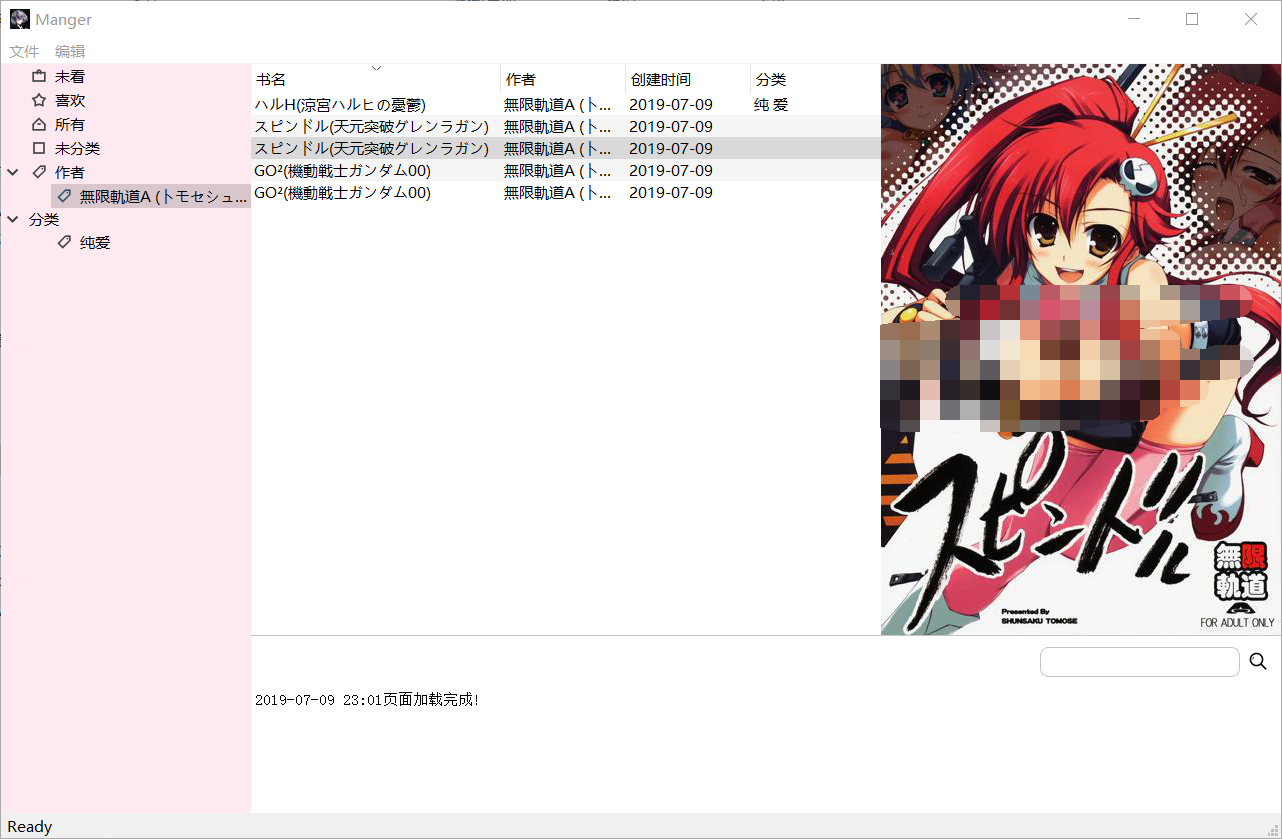 Manger
文件 编辑
未看
喜欢
所有
未分类
作者
無限軌道A (トモセシュ...
分类
纯爱
书名 作者 创建时间 分类
ハルH(涼宮ハルヒの憂鬱) 無限軌道A (ト... 2019-07-09 纯 爱
スピンドル(天元突破グレンラガン) 無限軌道A (ト... 2019-07-09
スピンドル(天元突破グレンラガン) 無限軌道A (ト... 2019-07-09
GO²(機動戦士ガンダム00) 無限軌道A (ト... 2019-07-09
GO²(機動戦士ガンダム00) 無限軌道A (ト... 2019-07-09
スピンドル
無限
軌道
Presented By
SHUNSAKU TOMOSE
FOR ADULT ONLY
2019-07-09 23:01页面加载完成!
Ready